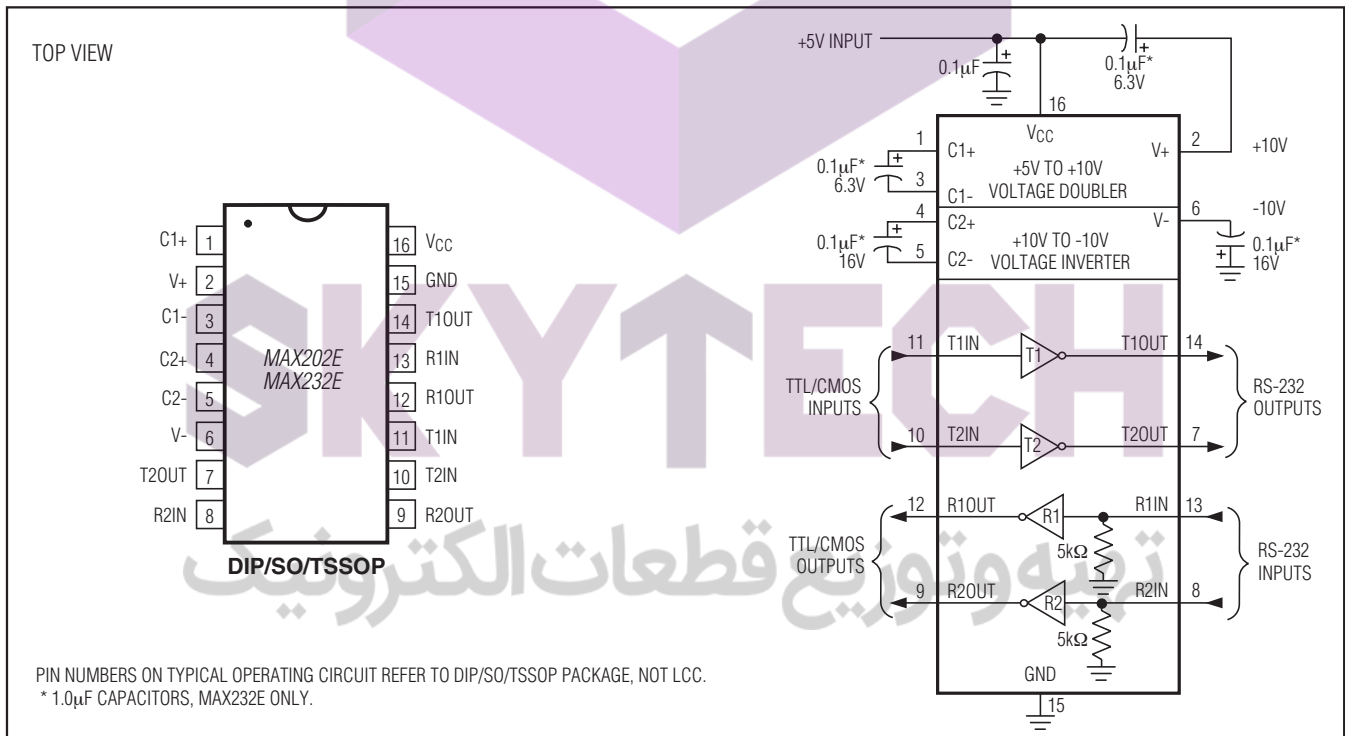 TOP VIEW
C1+ 1
V+ 2
C1- 3
C2+ 4
C2- 5
V- 6
T2OUT 7
R2IN 8
16 VCC
15 GND
14 T1OUT
13 R1IN
12 R1OUT
11 T1IN
10 T2IN
9 R2OUT
MAX202E
MAX232E
DIP/SO/TSSOP
+5V INPUT
0.1µF
+
0.1µF*
6.3V
+
16
VCC
1
C1+
+5V TO +10V
VOLTAGE DOUBLER
V+
2
+10V
0.1µF*
6.3V
+
3
C1-
4
C2+
+10V TO -10V
VOLTAGE INVERTER
V-
6
-10V
0.1µF*
16V
+
5
C2-
0.1µF*
16V
+
TTL/CMOS
INPUTS
11 T1IN T1 T1OUT 14
10 T2IN T2 T2OUT 7
RS-232
OUTPUTS
TTL/CMOS
OUTPUTS
12 R1OUT R1 R1IN 13
5kΩ
9 R2OUT R2 R2IN 8
5kΩ
RS-232
INPUTS
GND
15
SKYTECH
تهیه و توزیع قطعات الکترونیک
PIN NUMBERS ON TYPICAL OPERATING CIRCUIT REFER TO DIP/SO/TSSOP PACKAGE, NOT LCC.
* 1.0µF CAPACITORS, MAX232E ONLY.